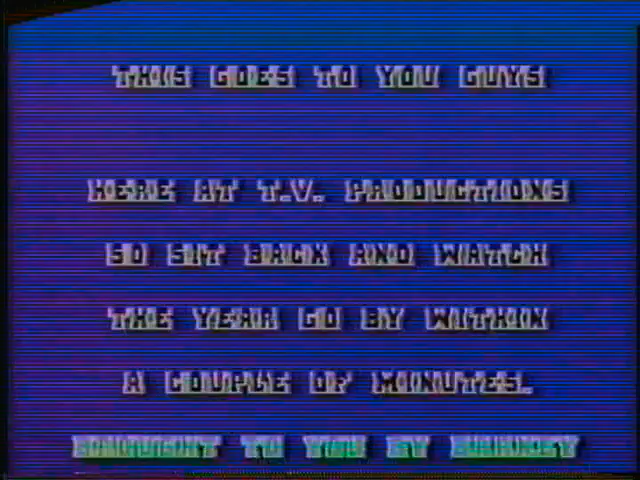 THIS GOES TO YOU GUYS
HERE AT T.V. PRODUCTIONS
SO SIT BACK AND WATCH
THE YEAR GO BY WITHIN
A COUPLE OF MINUTES.
BROUGHT TO YOU BY